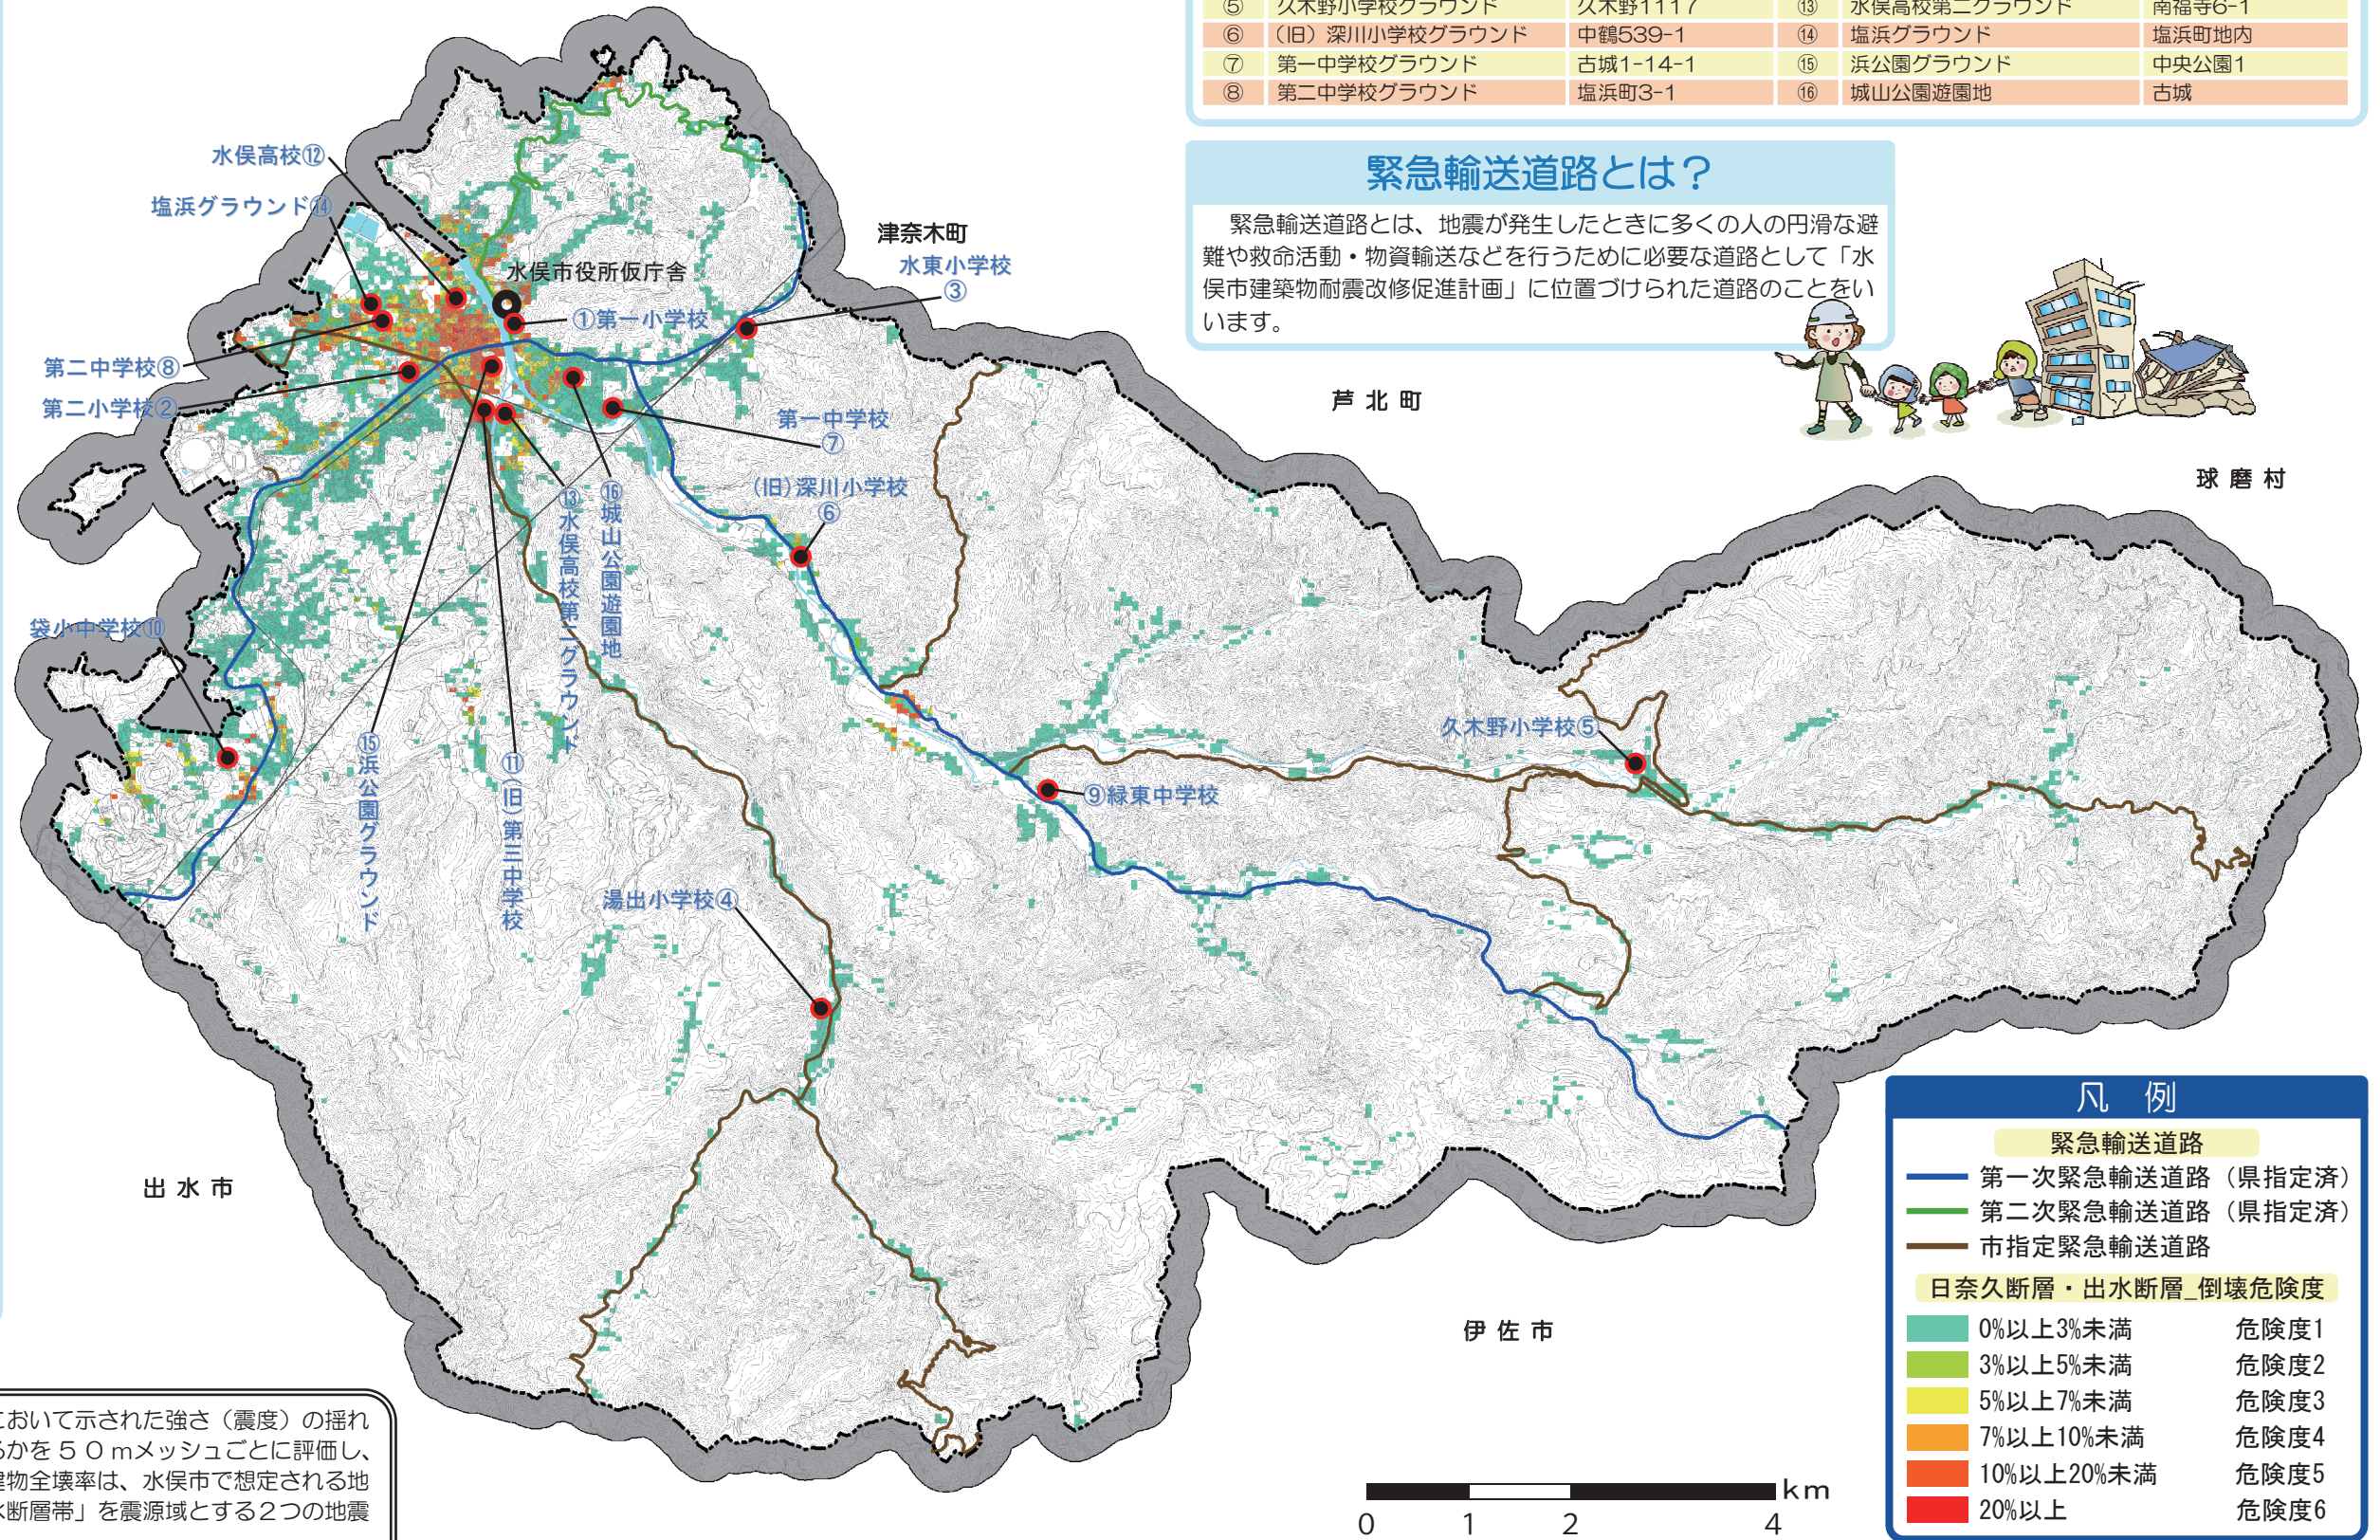 ⑤ 久木野小学校グラウンド 久木野1117 ⑬ 水俣高校第二グラウンド 南福寺6-1
⑥ （旧）深川小学校グラウンド 中鶴539-1 ⑭ 塩浜グラウンド 塩浜町地内
⑦ 第一中学校グラウンド 古城1-14-1 ⑮ 浜公園グラウンド 中央公園1
⑧ 第二中学校グラウンド 塩浜町3-1 ⑯ 城山公園遊園地 古城
緊急輸送道路とは？
緊急輸送道路とは、地震が発生したときに多くの人の円滑な避
難や救命活動・物資輸送などを行うために必要な道路として「水
俣市建築物耐震改修促進計画」に位置づけられた道路のことをい
います。
水俣高校⑫
塩浜グラウンド⑭
津奈木町
水東小学校
③
水俣市役所仮庁舎
①第一小学校
第二中学校⑧
第二小学校②
芦北町
第一中学校
⑦
球磨村
(旧)深川小学校
⑥
⑬水俣高校第二グラウンド
⑯城山公園遊園地
袋小中学校⑩
久木野小学校⑤
⑮浜公園グラウンド
⑪(旧)第三中学校
⑨緑東中学校
湯出小学校④
出水市
伊佐市
凡 例
緊急輸送道路
第一次緊急輸送道路（県指定済）
第二次緊急輸送道路（県指定済）
市指定緊急輸送道路
日奈久断層・出水断層_倒壊危険度
0%以上3%未満 危険度1
3%以上5%未満 危険度2
5%以上7%未満 危険度3
7%以上10%未満 危険度4
10%以上20%未満 危険度5
20%以上 危険度6
において示された強さ（震度）の揺れ
るかを５０mメッシュごとに評価し、
建物全壊率は、水俣市で想定される地
水断層帯」を震源域とする２つの地震
km
0 1 2 4